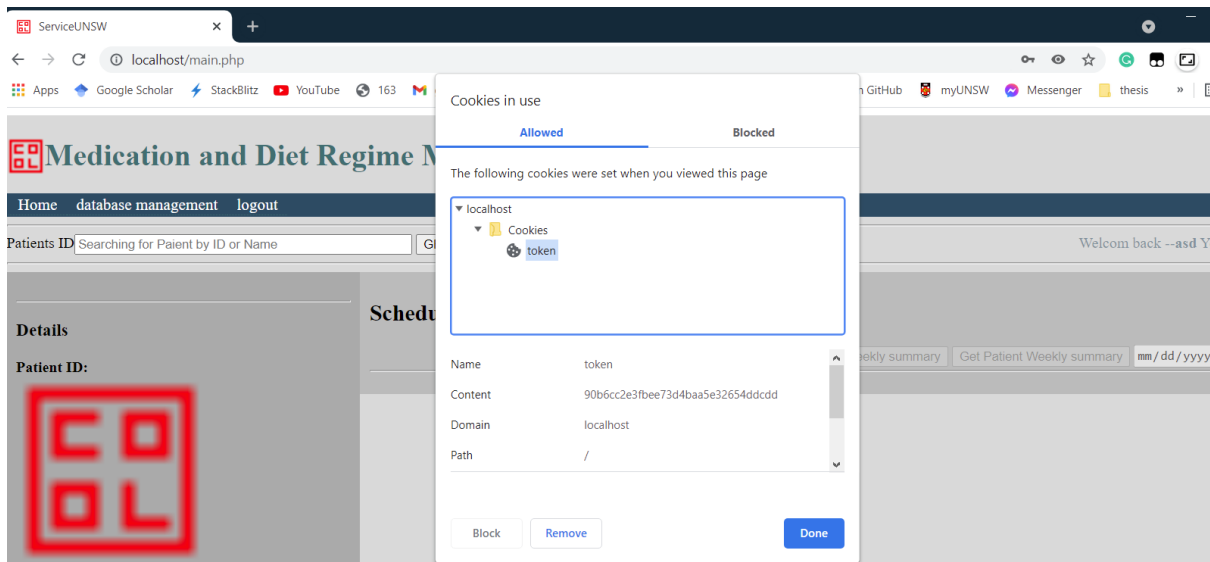 ServiceUNSW
localhost/main.php
Apps Google Scholar StackBlitz YouTube 163 GitHub myUNSW Messenger thesis »
Medication and Diet Regime M
Home database management logout
Patients ID Searching for Paient by ID or Name Gl Welcom back --asd Y
Details
Patient ID:
Schedu
ekly summary Get Patient Weekly summary mm/dd/yyyy
Cookies in use
Allowed Blocked
The following cookies were set when you viewed this page
localhost
Cookies
token
Name token
Content 90b6cc2e3fbee73d4baa5e32654ddcdd
Domain localhost
Path /
Block Remove Done